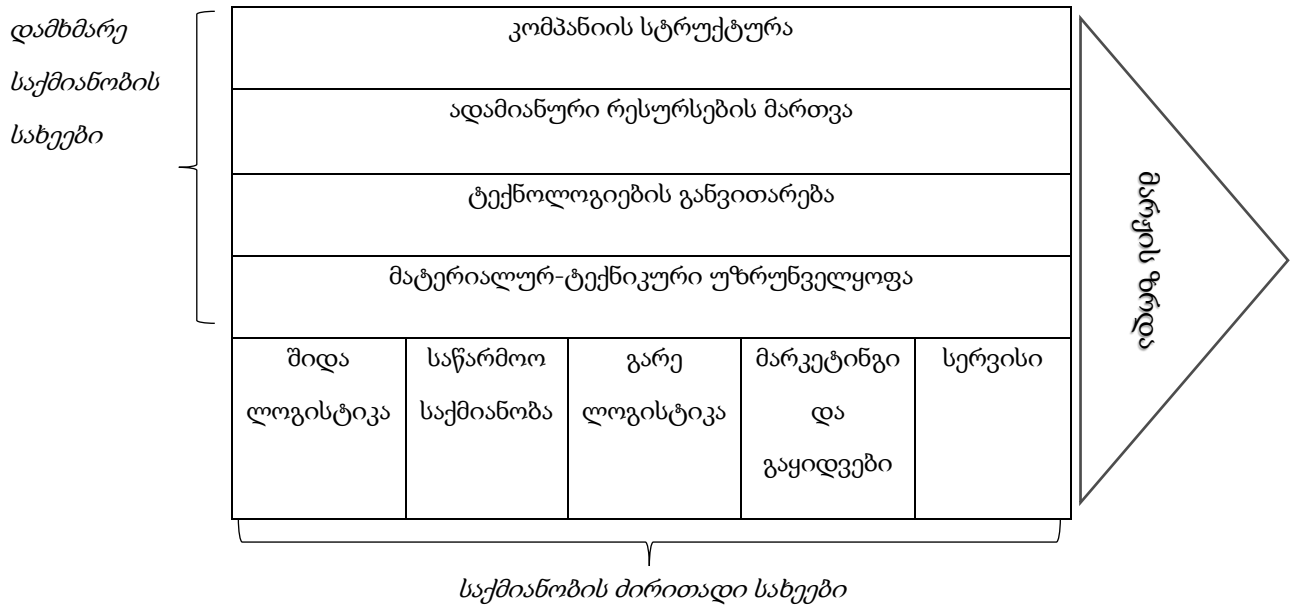 დამხმარე
საქმიანობის
სახეები
კომპანიის სტრუქტურა
ადამიანური რესურსების მართვა
ტექნოლოგიების განვითარება
მატერიალურ-ტექნიკური უზრუნველყოფა
შიდა
ლოგისტიკა
საწარმოო
საქმიანობა
გარე
ლოგისტიკა
მარკეტინგი
და
გაყიდვები
სერვისი
მარჟის ზრდა
საქმიანობის ძირითადი სახეები